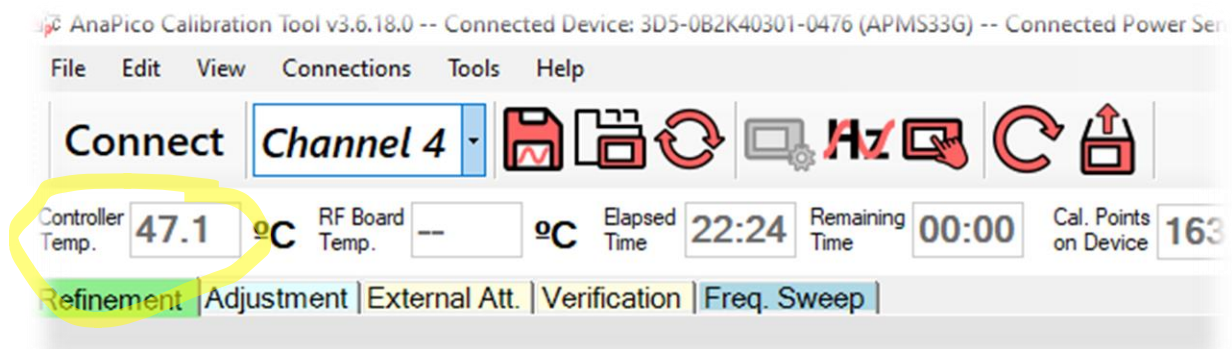 AnaPico Calibration Tool v3.6.18.0 -- Connected Device: 3D5-0B2K40301-0476 (APMS33G) -- Connected Power Sen
File Edit View Connections Tools Help
Connect Channel 4 Hz
Controller Temp. 47.1 ºC RF Board Temp. -- ºC Elapsed Time 22:24 Remaining Time 00:00 Cal. Points on Device 163
Refinement Adjustment External Att. Verification Freq. Sweep